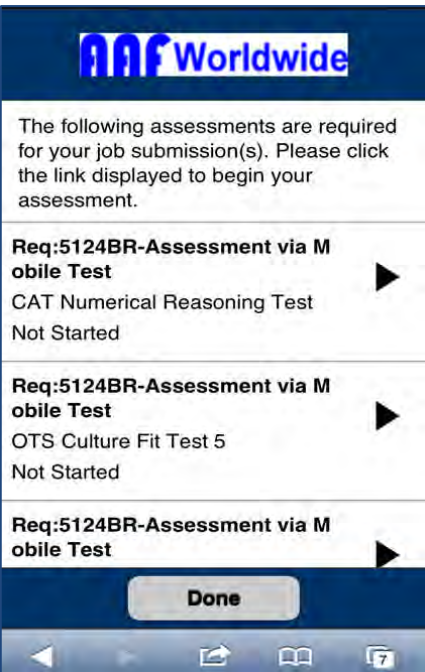 AAF Worldwide
The following assessments are required
for your job submission(s). Please click
the link displayed to begin your
assessment.
Req:5124BR-Assessment via M
obile Test
CAT Numerical Reasoning Test
Not Started
Req:5124BR-Assessment via M
obile Test
OTS Culture Fit Test 5
Not Started
Req:5124BR-Assessment via M
obile Test
Done
7